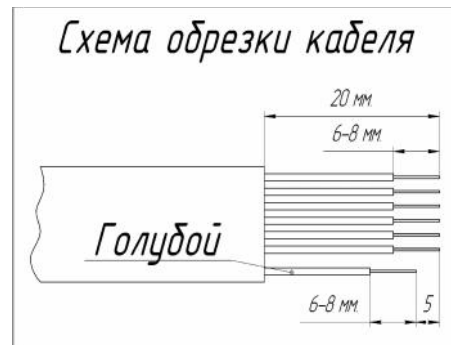 Схема обрезки кабеля
20 мм.
6-8 мм.
Голубой
6-8 мм. 5